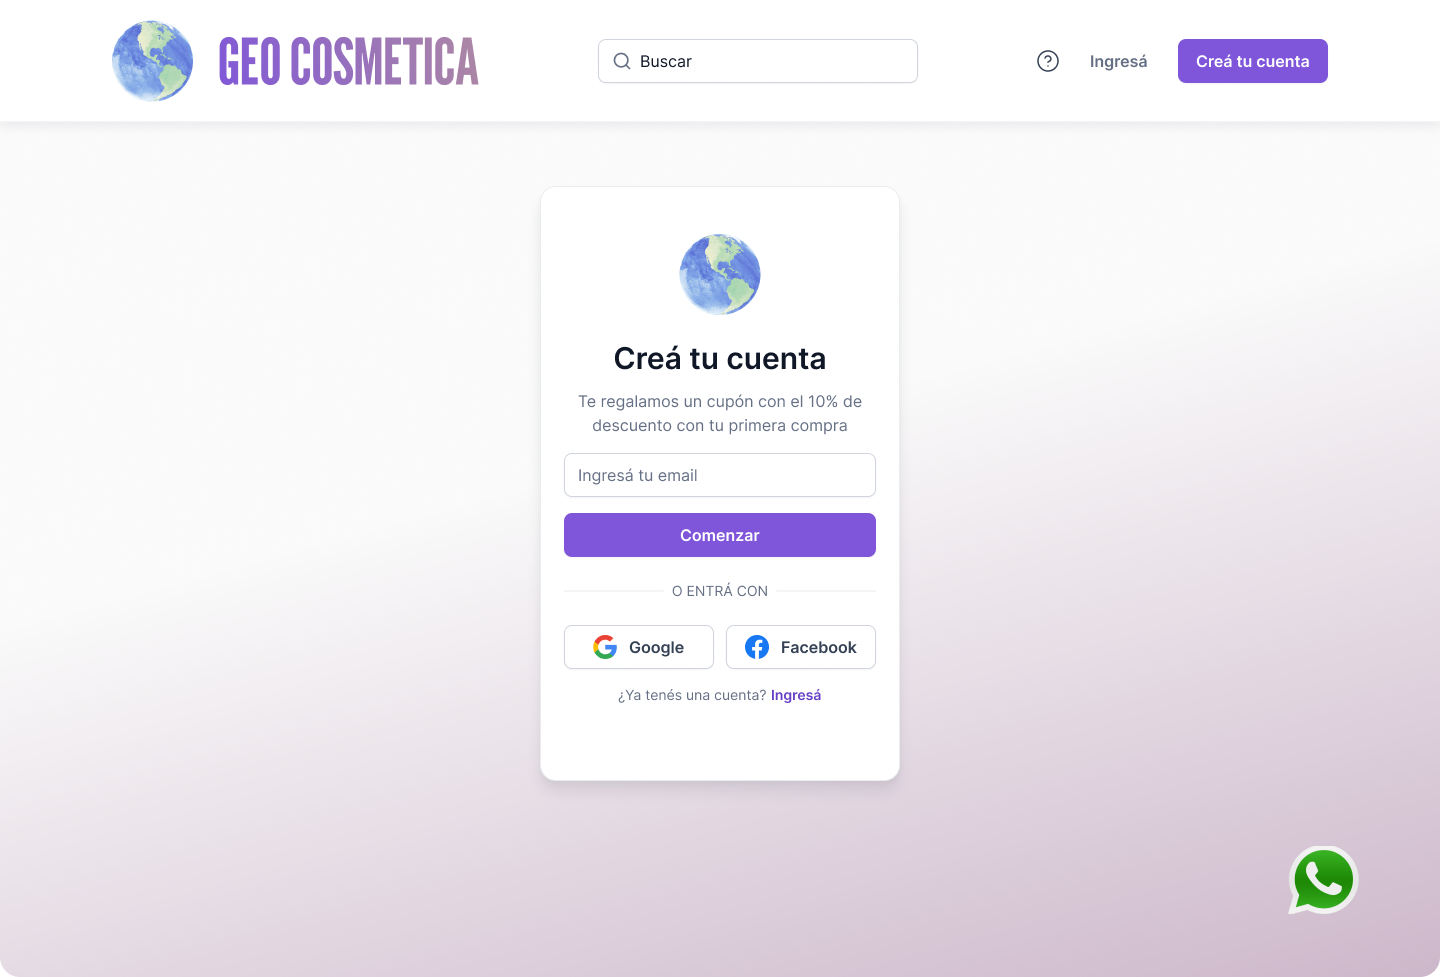 GEO COSMETICA
Buscar
Ingresá
Creá tu cuenta
Creá tu cuenta
Te regalamos un cupón con el 10% de
descuento con tu primera compra
Ingresá tu email
Comenzar
O ENTRÁ CON
Google
Facebook
¿Ya tenés una cuenta? Ingresá